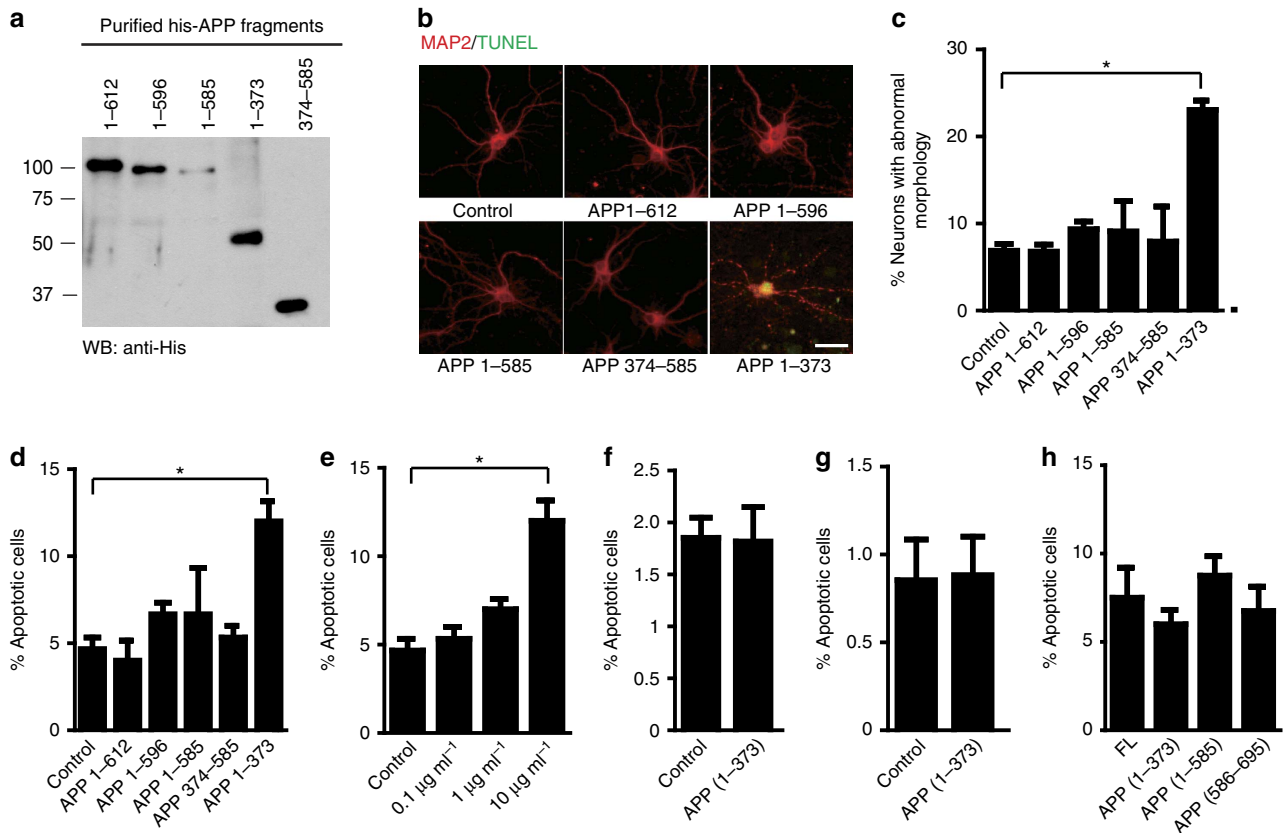 a
Purified his-APP fragments
1–612
1–596
1–585
1–373
374–585
100
75
50
37
WB: anti-His
b
MAP2/TUNEL
Control
APP1–612
APP 1–596
APP 1–585
APP 374–585
APP 1–373
c
% Neurons with abnormal
morphology
30
20
10
0
*
Control
APP 1–612
APP 1–596
APP 1–585
APP 374–585
APP 1–373
d
% Apoptotic cells
15
10
5
0
*
Control
APP 1–612
APP 1–596
APP 1–585
APP 374–585
APP 1–373
e
% Apoptotic cells
15
10
5
0
*
Control
0.1 µg ml⁻¹
1 µg ml⁻¹
10 µg ml⁻¹
f
% Apoptotic cells
2.5
2.0
1.5
1
0.5
0
Control
APP (1–373)
g
% Apoptotic cells
1.5
1.0
0.5
0
Control
APP (1–373)
h
% Apoptotic cells
15
10
5
0
FL
APP (1–373)
APP (1–585)
APP (586–695)